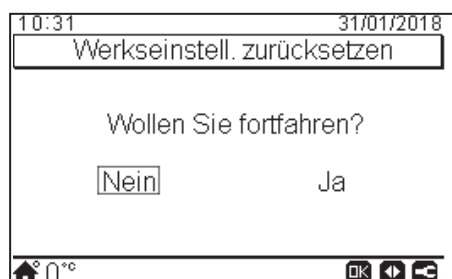 10:31 31/01/2018
Werkseinstell. zurücksetzen
Wollen Sie fortfahren?
Nein Ja
0°c OK